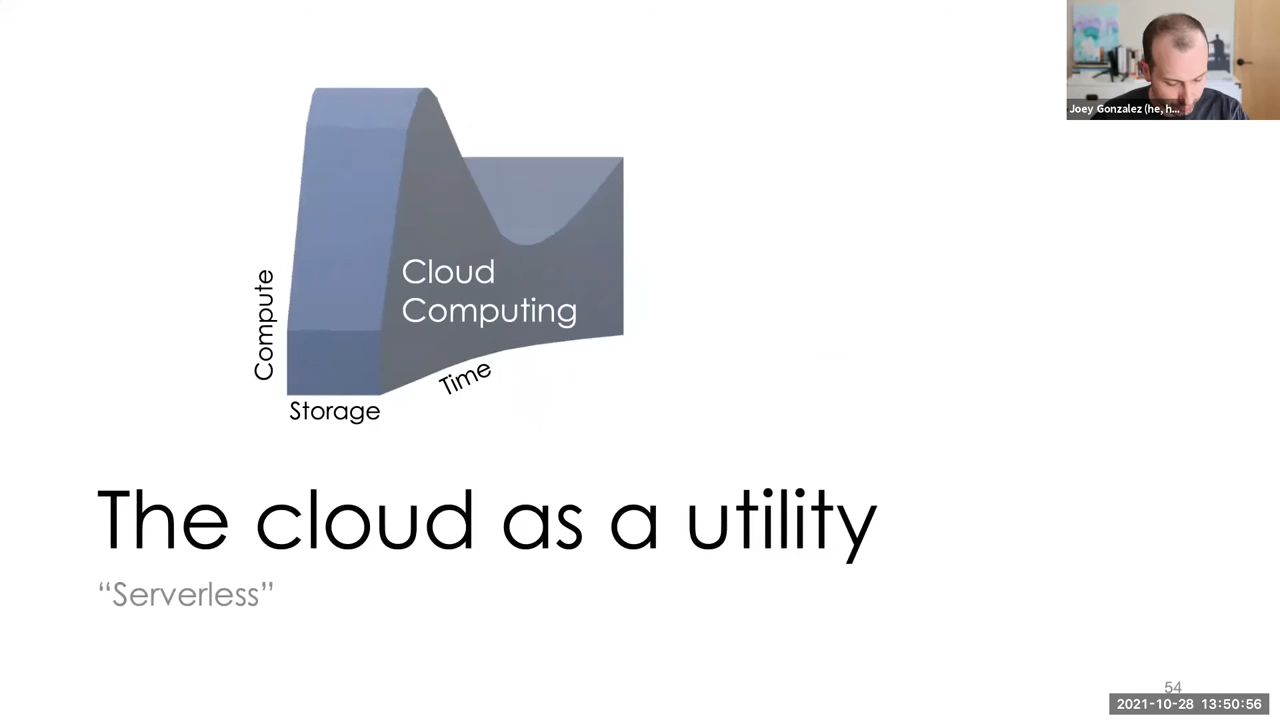 Joey Gonzalez (he, h...
Cloud
Computing
Compute
Time
Storage
The cloud as a utility
“Serverless”
54
2021-10-28 13:50:56